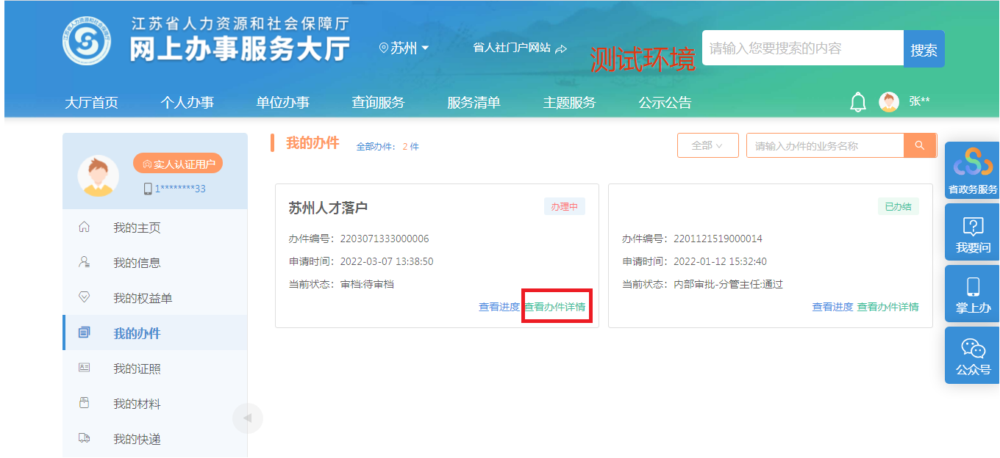 江苏省人力资源和社会保障厅
网上办事服务大厅
苏州
省人社门户网站
测试环境
请输入您要搜索的内容
搜索
大厅首页 个人办事 单位办事 查询服务 服务清单 主题服务 公示公告
张**
实人认证用户
1********33
我的主页
我的信息
我的权益单
我的办件
我的证照
我的材料
我的快递
我的办件
全部办件： 2 件
全部
请输入办件的业务名称
苏州人才落户
办理中
办件编号：2203071333000006
申请时间：2022-03-07 13:38:50
当前状态：审档:待审档
查看进度 查看办件详情
已办结
办件编号：2201121519000014
申请时间：2022-01-12 15:32:40
当前状态：内部审批-分管主任:通过
查看进度 查看办件详情
省政务服务
我要问
掌上办
公众号